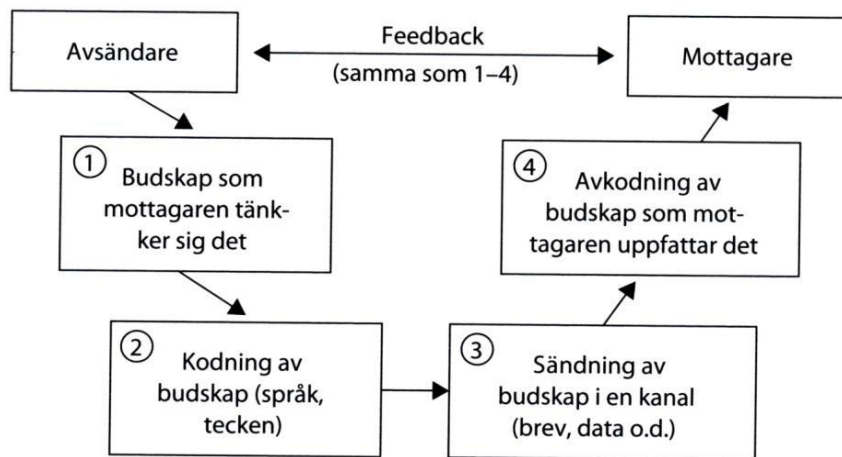 Avsändare
Feedback
(samma som 1–4)
Mottagare
1
Budskap som
mottagaren tänk-
ker sig det
4
Avkodning av
budskap som mot-
tagaren uppfattar det
2
Kodning av
budskap (språk,
tecken)
3
Sändning av
budskap i en kanal
(brev, data o.d.)